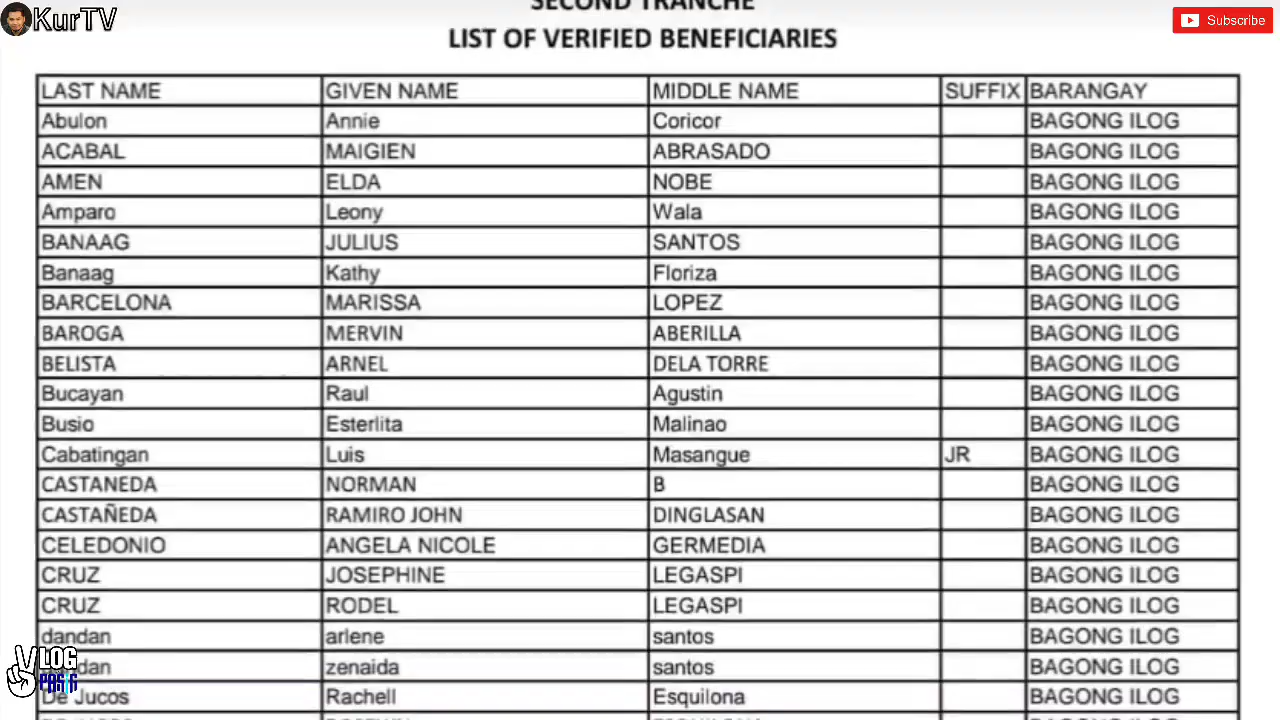 KurTV
Subscribe
SECOND TRANCHE
LIST OF VERIFIED BENEFICIARIES
LAST NAME GIVEN NAME MIDDLE NAME SUFFIX BARANGAY
Abulon Annie Coricor BAGONG ILOG
ACABAL MAIGIEN ABRASADO BAGONG ILOG
AMEN ELDA NOBE BAGONG ILOG
Amparo Leony Wala BAGONG ILOG
BANAAG JULIUS SANTOS BAGONG ILOG
Banaag Kathy Floriza BAGONG ILOG
BARCELONA MARISSA LOPEZ BAGONG ILOG
BAROGA MERVIN ABERILLA BAGONG ILOG
BELISTA ARNEL DELA TORRE BAGONG ILOG
Bucayan Raul Agustin BAGONG ILOG
Busio Esterlita Malinao BAGONG ILOG
Cabatingan Luis Masangue JR BAGONG ILOG
CASTANEDA NORMAN B BAGONG ILOG
CASTAÑEDA RAMIRO JOHN DINGLASAN BAGONG ILOG
CELEDONIO ANGELA NICOLE GERMEDIA BAGONG ILOG
CRUZ JOSEPHINE LEGASPI BAGONG ILOG
CRUZ RODEL LEGASPI BAGONG ILOG
dandan arlene santos BAGONG ILOG
zenaida santos BAGONG ILOG
De Jucos Rachell Esquilona BAGONG ILOG
VLOG
PASIG